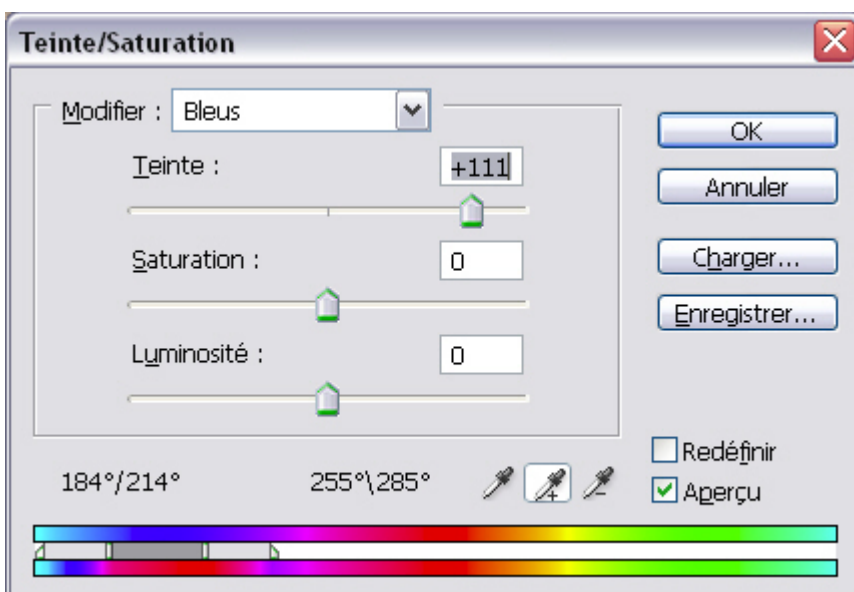 Teinte/Saturation
Modifier : Bleus
OK
Teinte : +111
Annuler
Saturation : 0
Charger...
Enregistrer...
Luminosité : 0
Redéfinir
184°/214° 255°\285°
Aperçu